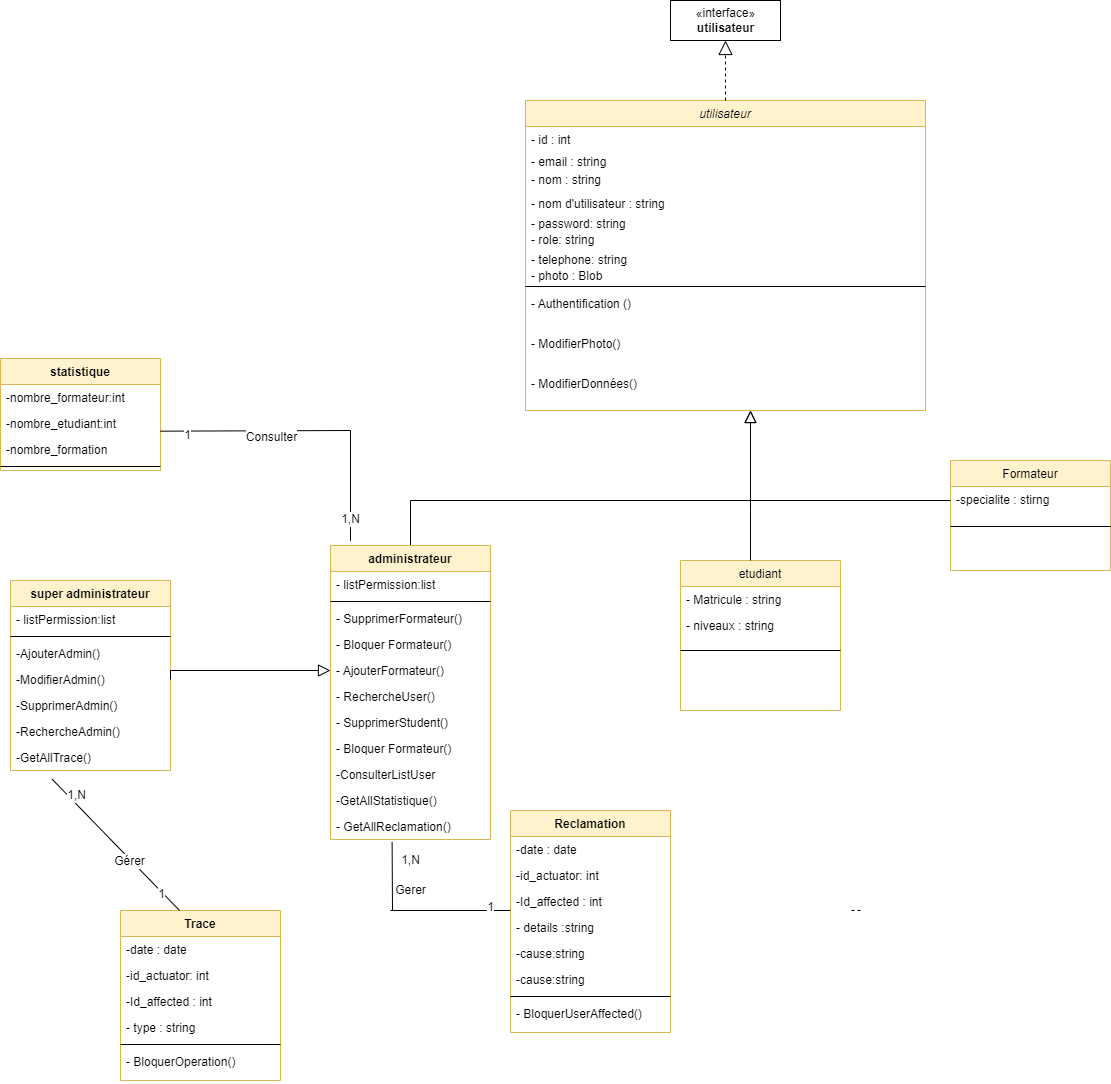 «interface»
utilisateur
utilisateur
- id : int
- email : string
- nom : string
- nom d'utilisateur : string
- password: string
- role: string
- telephone: string
- photo : Blob
- Authentification ()
- ModifierPhoto()
- ModifierDonnées()
statistique
-nombre_formateur:int
-nombre_etudiant:int
-nombre_formation
1
Consulter
1,N
Formateur
-specialite : stirng
etudiant
- Matricule : string
- niveaux : string
administrateur
- listPermission:list
- SupprimerFormateur()
- Bloquer Formateur()
- AjouterFormateur()
- RechercheUser()
- SupprimerStudent()
- Bloquer Formateur()
-ConsulterListUser
-GetAllStatistique()
- GetAllReclamation()
super administrateur
- listPermission:list
-AjouterAdmin()
-ModifierAdmin()
-SupprimerAdmin()
-RechercheAdmin()
-GetAllTrace()
1,N
Gérer
1
1,N
Gerer
1
Reclamation
-date : date
-id_actuator: int
-Id_affected : int
- details :string
-cause:string
-cause:string
- BloquerUserAffected()
--
Trace
-date : date
-id_actuator: int
-Id_affected : int
- type : string
- BloquerOperation()